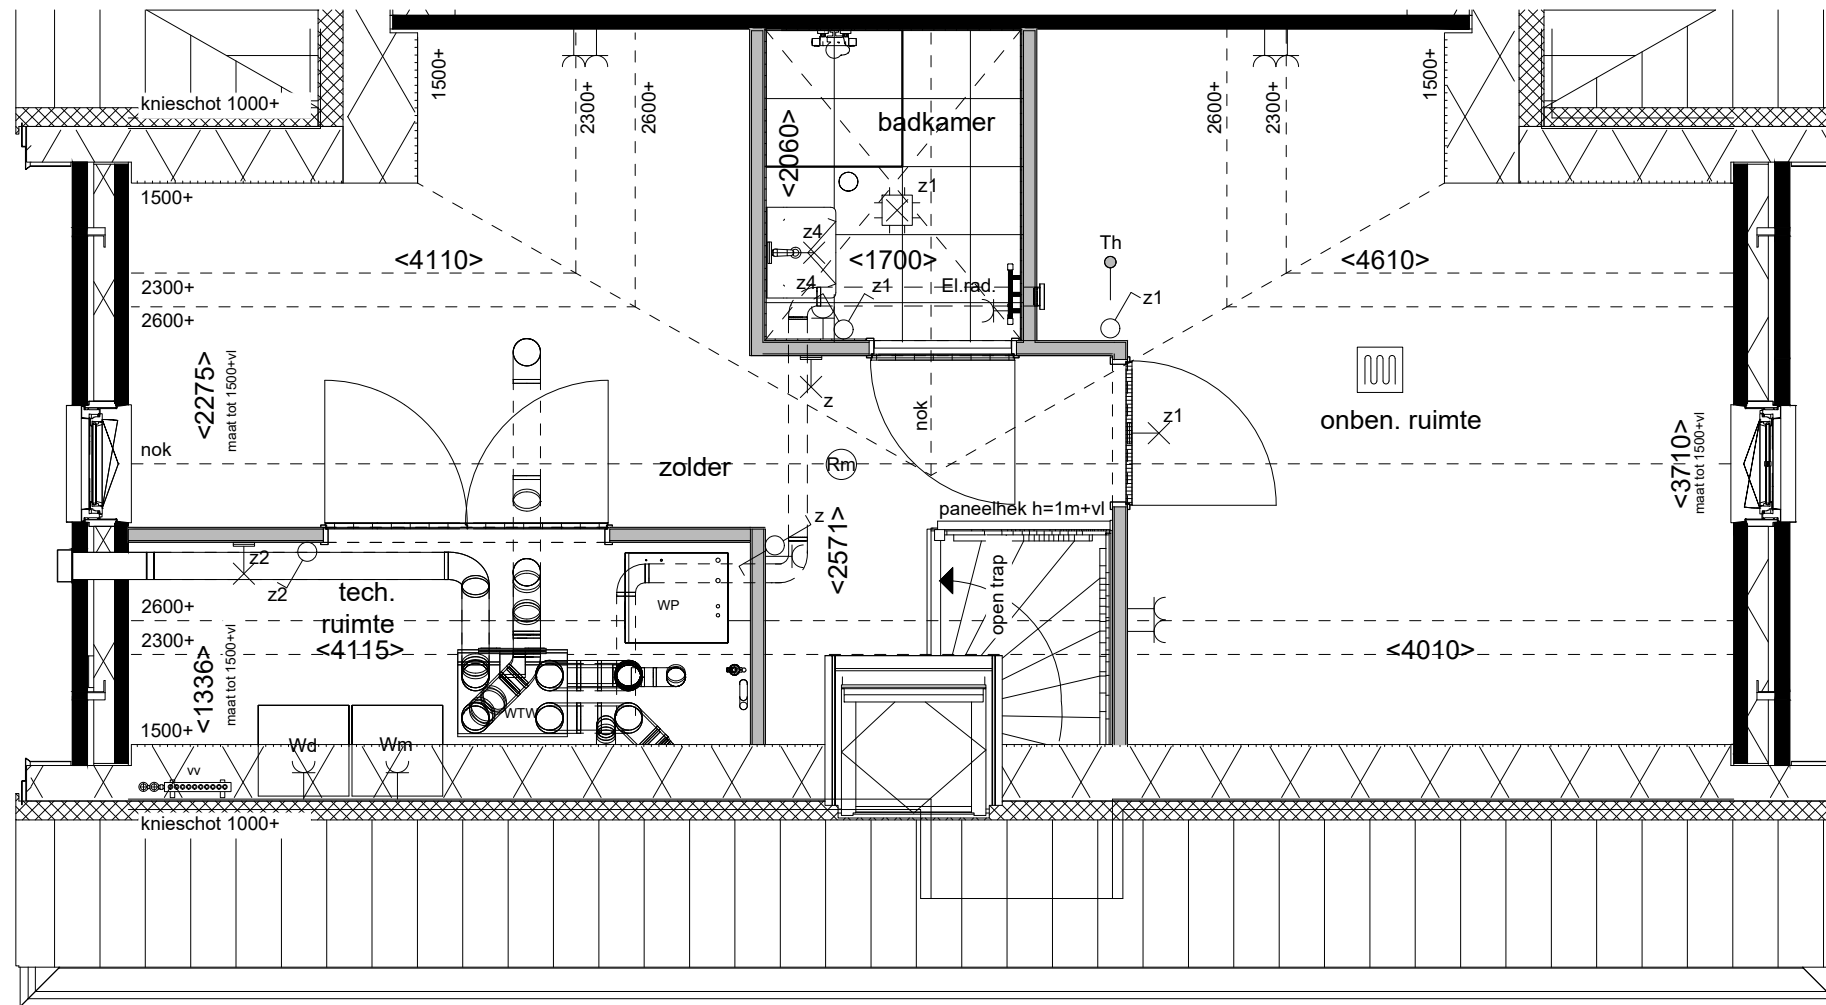 knieschot 1000+
1500+
2300+
2600+
<2060>
badkamer
2600+
2300+
1500+
1500+
z1
z4
<4110>
<1700>
Th
<4610>
2300+
z4
z1
El.rad.
z1
2600+
<2275>
maat tot 1500+vl
z
nok
z1
onben. ruimte
nok
zolder
Rm
<3710>
maat tot 1500+vl
paneelhek h=1m+vl
z
<2571>
z2
z2
tech.
ruimte
<4115>
WP
open trap
2600+
2300+
<4010>
<1336>
maat tot 1500+vl
WTW
1500+
Wd
Wm
vv
knieschot 1000+